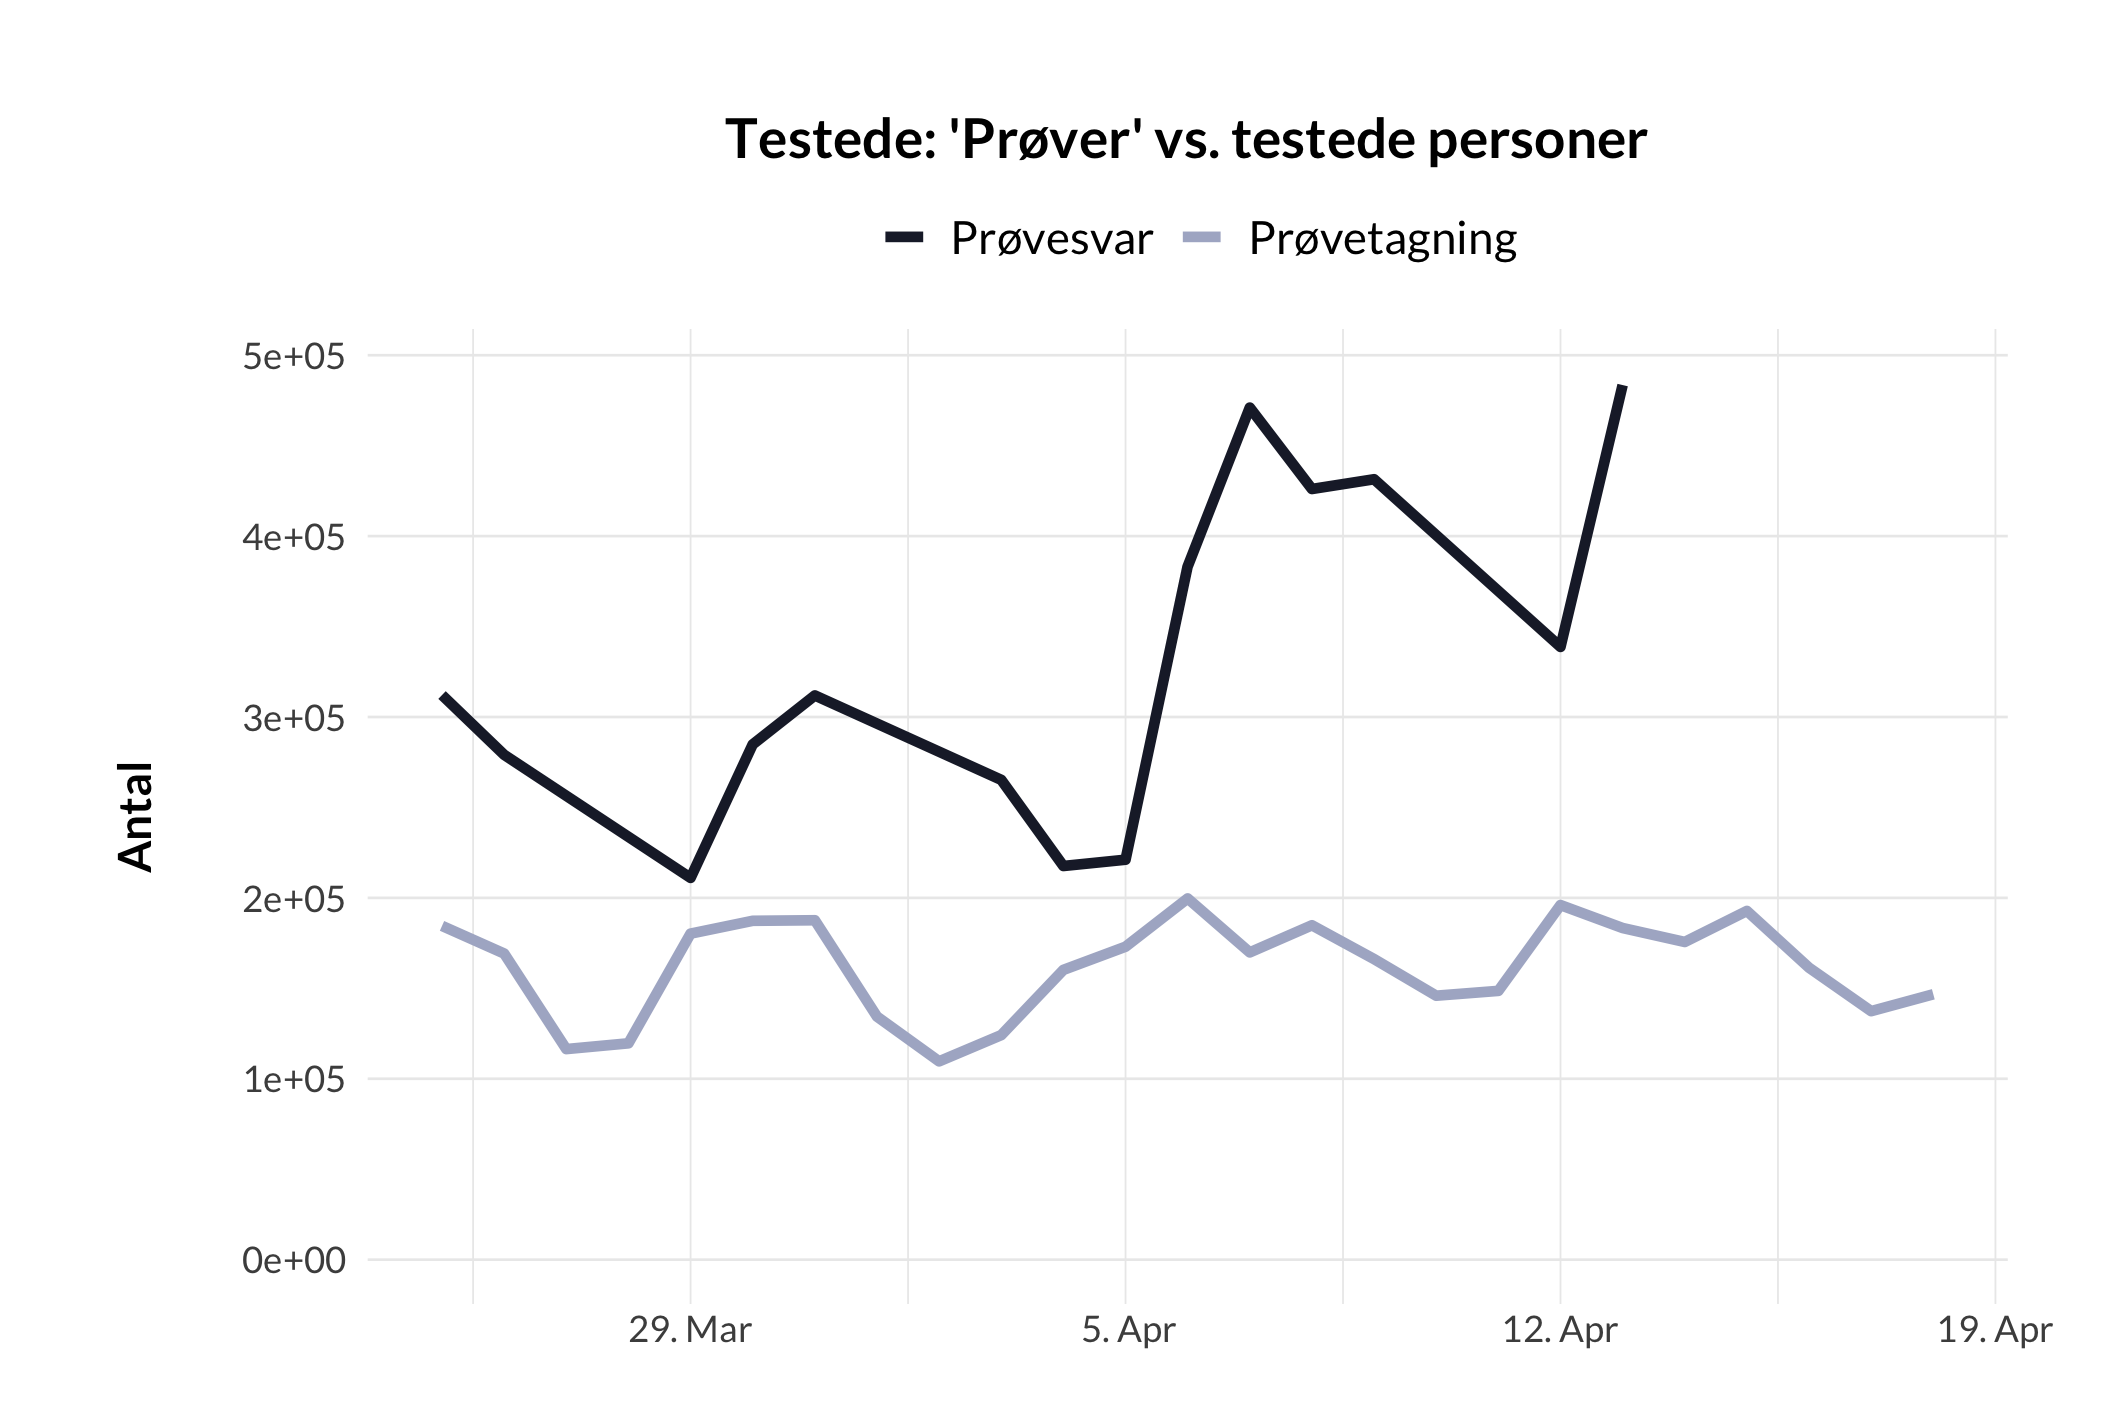 Testede: 'Prøver' vs. testede personer
Prøvesvar Prøvetagning
Antal
5e+05
4e+05
3e+05
2e+05
1e+05
0e+00
29. Mar 5. Apr 12. Apr 19. Apr